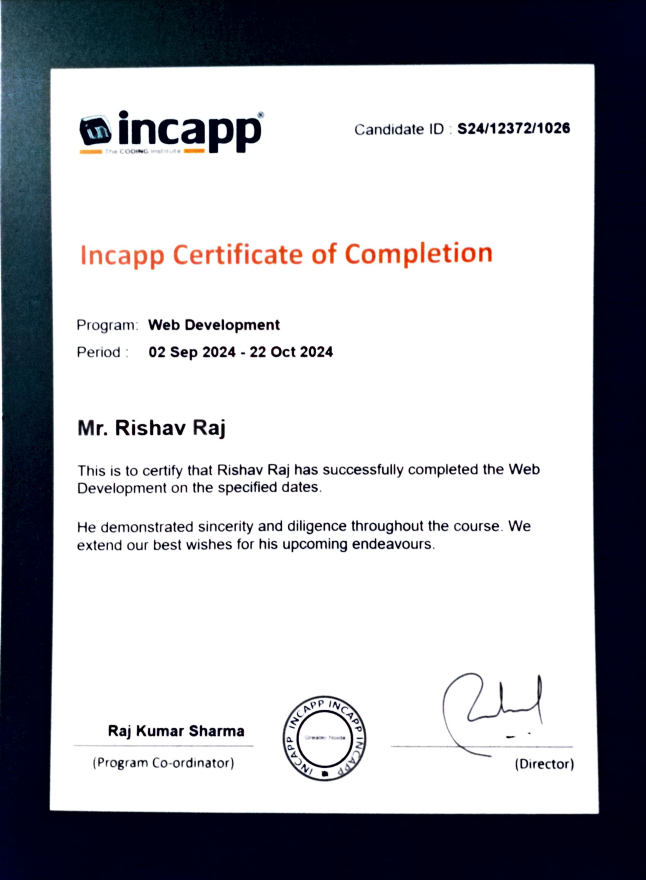 in incapp®
The CODING Institute
Candidate ID : S24/12372/1026
Incapp Certificate of Completion
Program: Web Development
Period : 02 Sep 2024 - 22 Oct 2024
Mr. Rishav Raj
This is to certify that Rishav Raj has successfully completed the Web
Development on the specified dates.
He demonstrated sincerity and diligence throughout the course. We
extend our best wishes for his upcoming endeavours.
Raj Kumar Sharma
(Program Co-ordinator)
INCAPP INCAPP INCAPP INCAPP
Greater Noida
(Director)